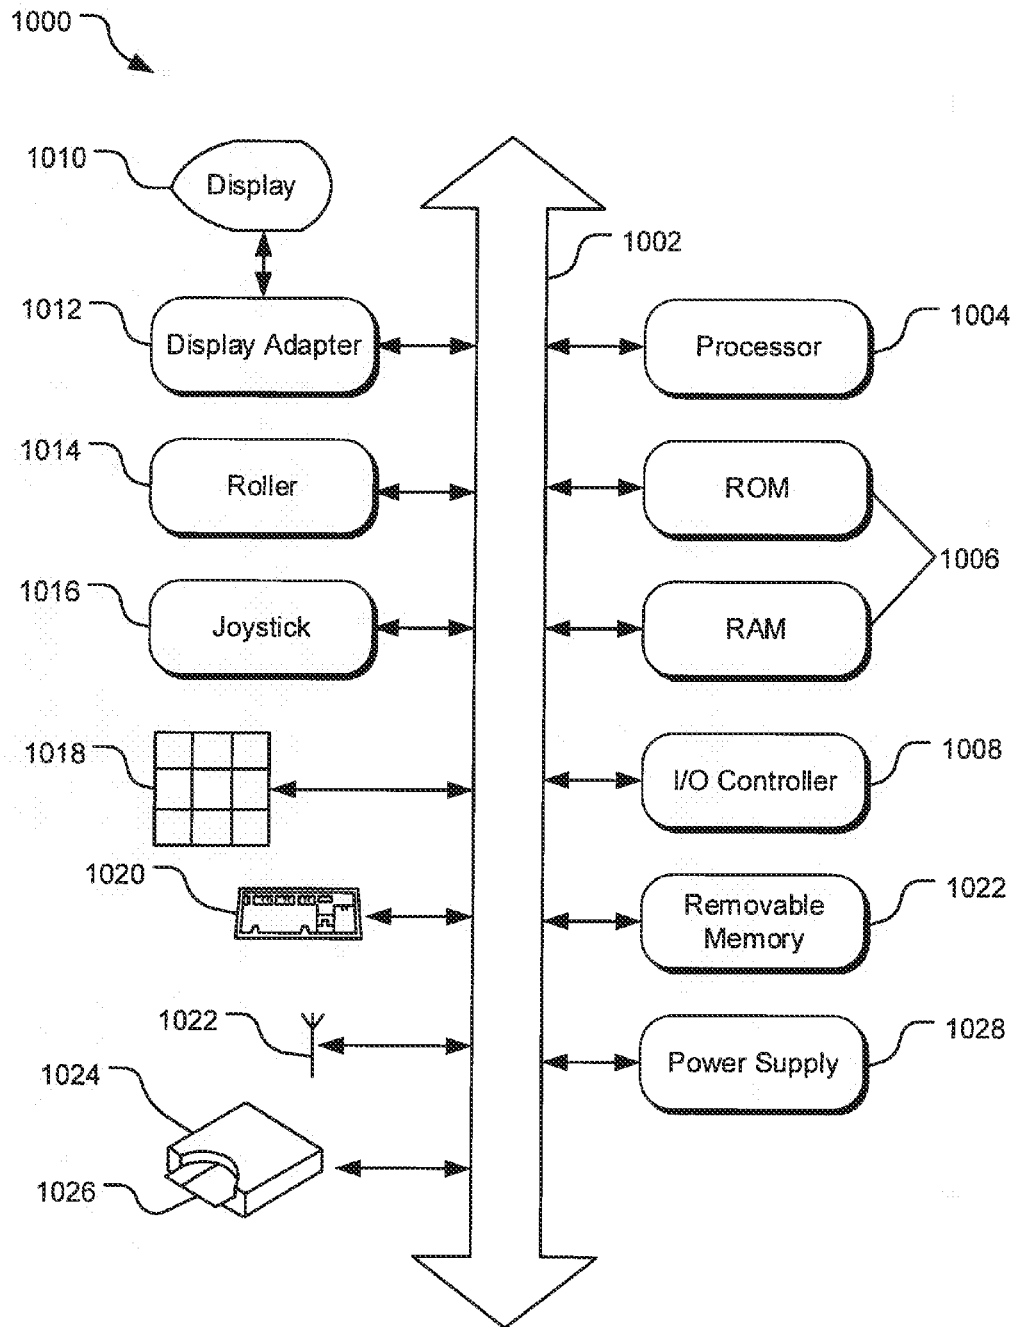 1000
1010
Display
1002
1012
Display Adapter
Processor
1004
1014
Roller
ROM
1006
1016
Joystick
RAM
1018
I/O Controller
1008
1020
Removable
Memory
1022
1022
Power Supply
1028
1024
1026